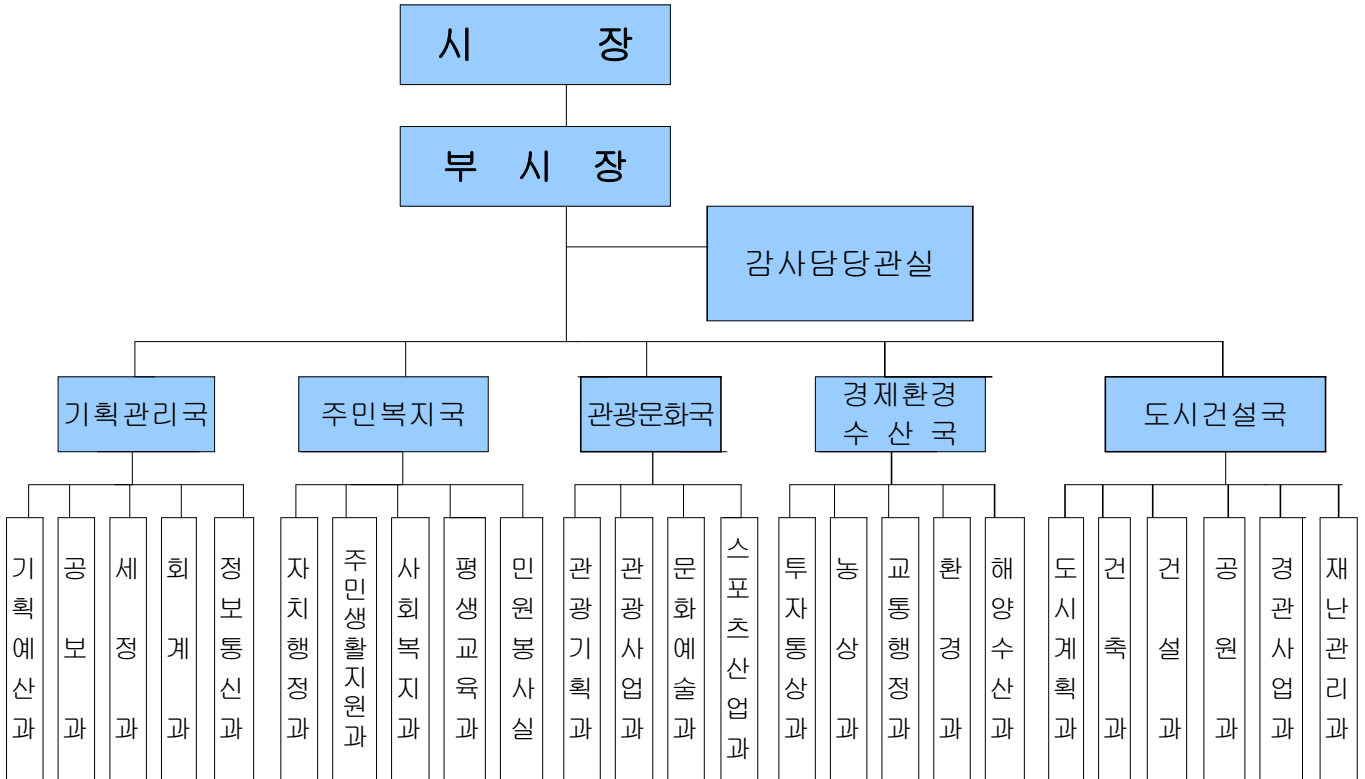 시 장
부 시 장
감사담당관실
기획관리국
주민복지국
관광문화국
경제환경
수 산 국
도시건설국
기획예산과
공보과
세정과
회계과
정보통신과
자치행정과
주민생활지원과
사회복지과
평생교육과
민원봉사실
관광기획과
관광사업과
문화예술과
스포츠산업과
투자통상과
농상과
교통행정과
환경과
해양수산과
도시계획과
건축과
건설과
공원과
경관사업과
재난관리과